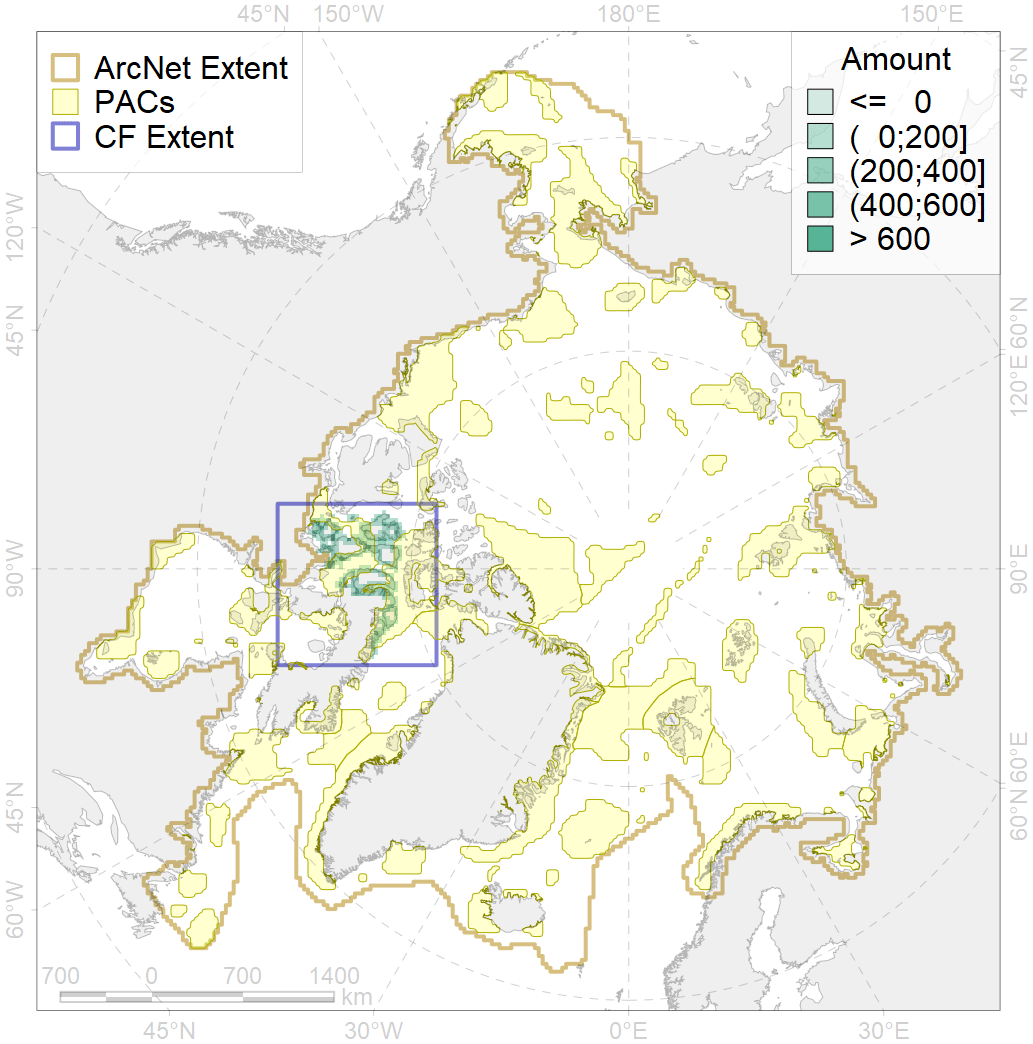 45°N 150°W 180°E 150°E
ArcNet Extent
PACs
CF Extent
Amount
<= 0
( 0;200]
(200;400]
(400;600]
> 600
45°N
120°W
45°N
60°N
120°E
90°W
90°E
60°E
45°N
60°N
60°W
700 0 700 1400
km
45°N 30°W 0°E 30°E